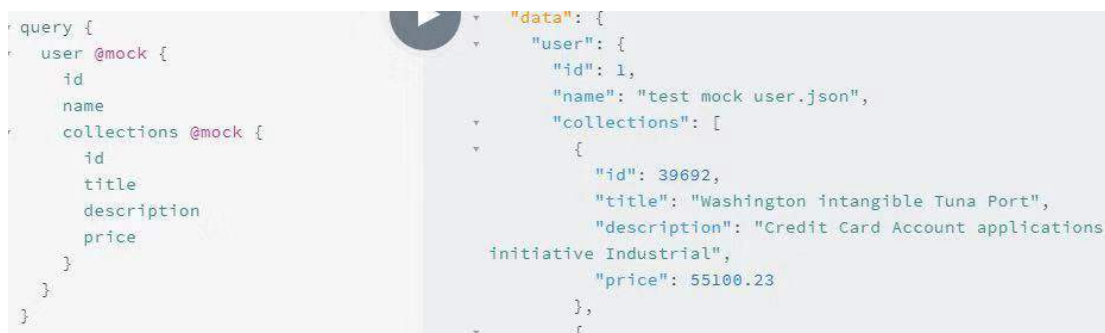 query {
user @mock {
id
name
collections @mock {
id
title
description
price
}
}
}
"data": {
"user": {
"id": 1,
"name": "test mock user.json",
"collections": [
{
"id": 39692,
"title": "Washington intangible Tuna Port",
"description": "Credit Card Account applications
initiative Industrial",
"price": 55100.23
},
{